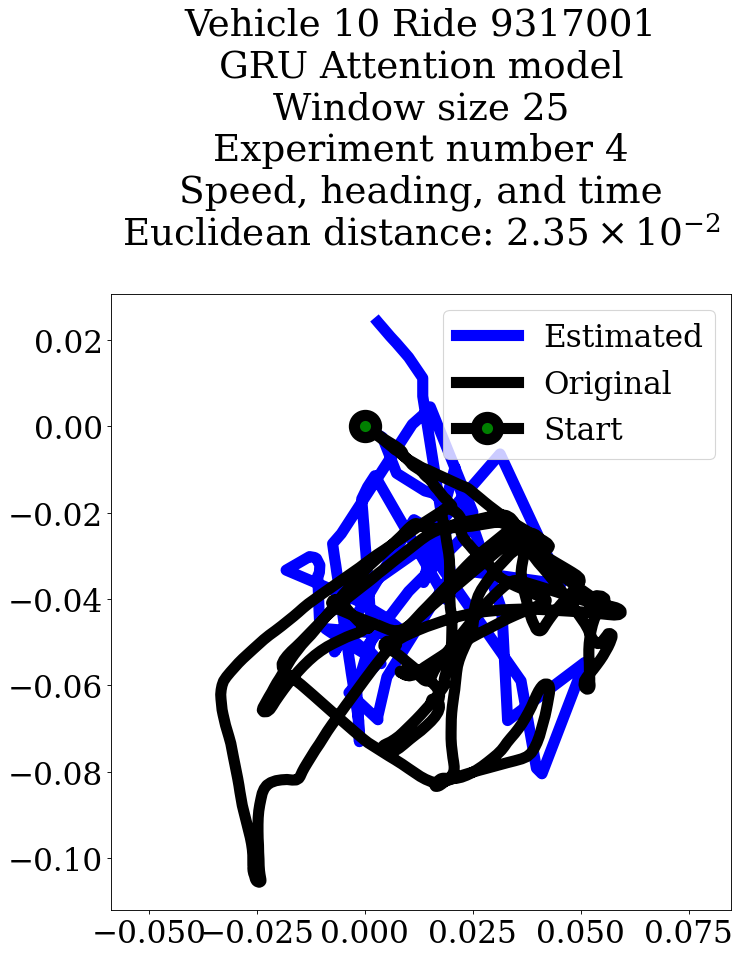 Vehicle 10 Ride 9317001
GRU Attention model
Window size 25
Experiment number 4
Speed, heading, and time
Euclidean distance: 2.35 × 10⁻²
Estimated
Original
Start
0.02
0.00
−0.02
−0.04
−0.06
−0.08
−0.10
−0.050 −0.025 0.000 0.025 0.050 0.075